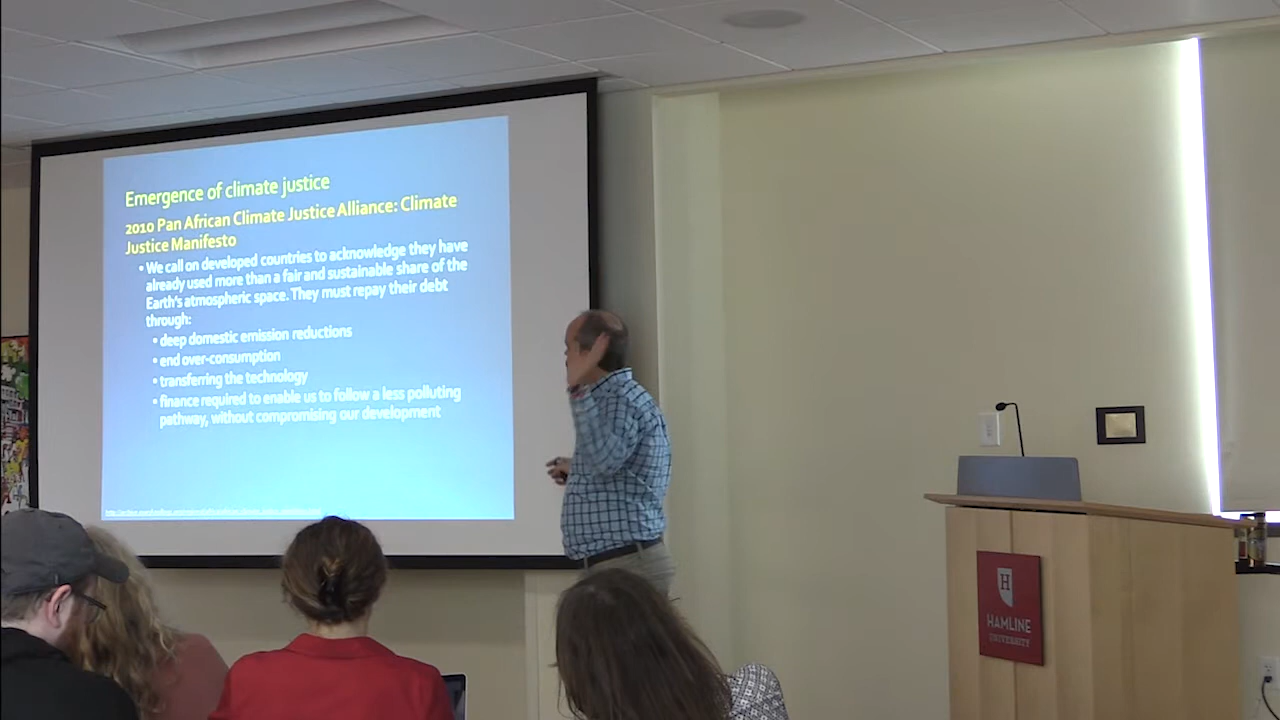 Emergence of climate justice
2010 Pan African Climate Justice Alliance: Climate
Justice Manifesto
• We call on developed countries to acknowledge they have
already used more than a fair and sustainable share of the
Earth's atmospheric space. They must repay their debt
through:
• deep domestic emission reductions
• end over-consumption
• transferring the technology
• finance required to enable us to follow a less polluting
pathway, without compromising our development
H
HAMLINE
UNIVERSITY